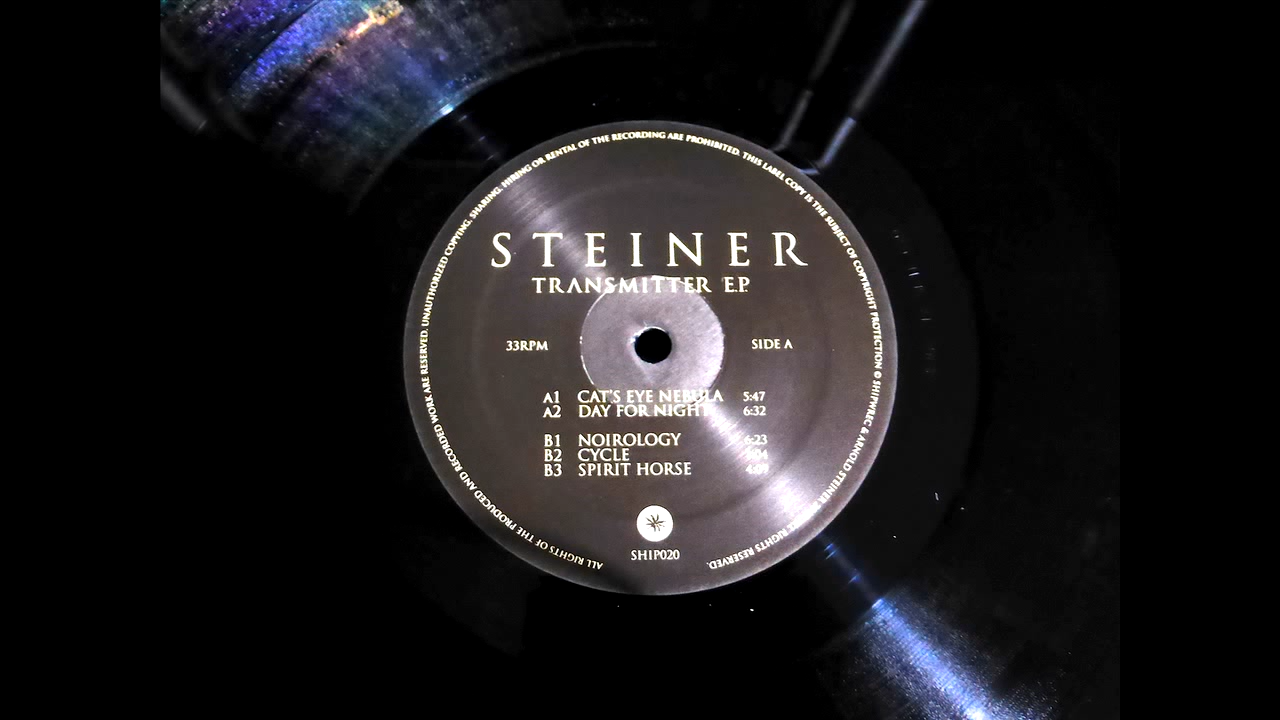 ALL RIGHTS OF THE PRODUCED AND RECORDED WORK ARE RESERVED. UNAUTHORIZED COPYING, SHARING, HIRING OR RENTAL OF THE RECORDING ARE PROHIBITED. THIS LABEL COPY IS THE SUBJECT OF COPYRIGHT PROTECTION © SHIPWREC & ARNOLD STEINER RIGHTS RESERVED.
STEINER
TRANSMITTER E.P.
33RPM SIDE A
A1 CAT'S EYE NEBULA 5:47
A2 DAY FOR NIGHT 6:32
B1 NOIROLOGY 6:23
B2 CYCLE
B3 SPIRIT HORSE
SHIP020